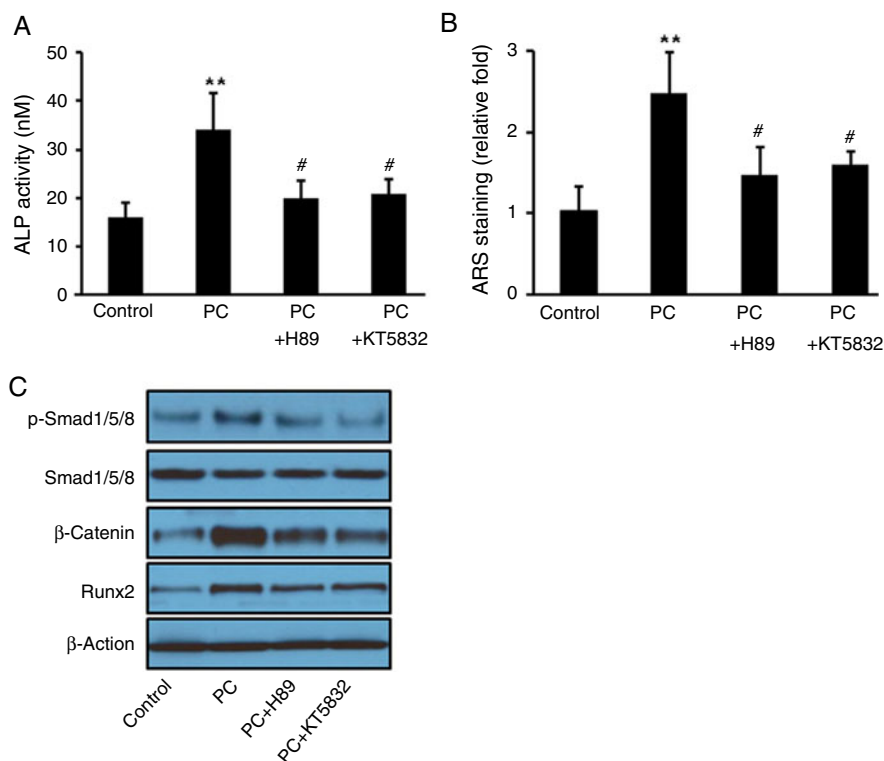 A
ALP activity (nM)
50
40
30
20
10
0
**
#
#
Control
PC
PC
+H89
PC
+KT5832
B
ARS staining (relative fold)
3
2
1
0
**
#
#
Control
PC
PC
+H89
PC
+KT5832
C
p-Smad1/5/8
Smad1/5/8
β-Catenin
Runx2
β-Action
Control
PC
PC+H89
PC+KT5832